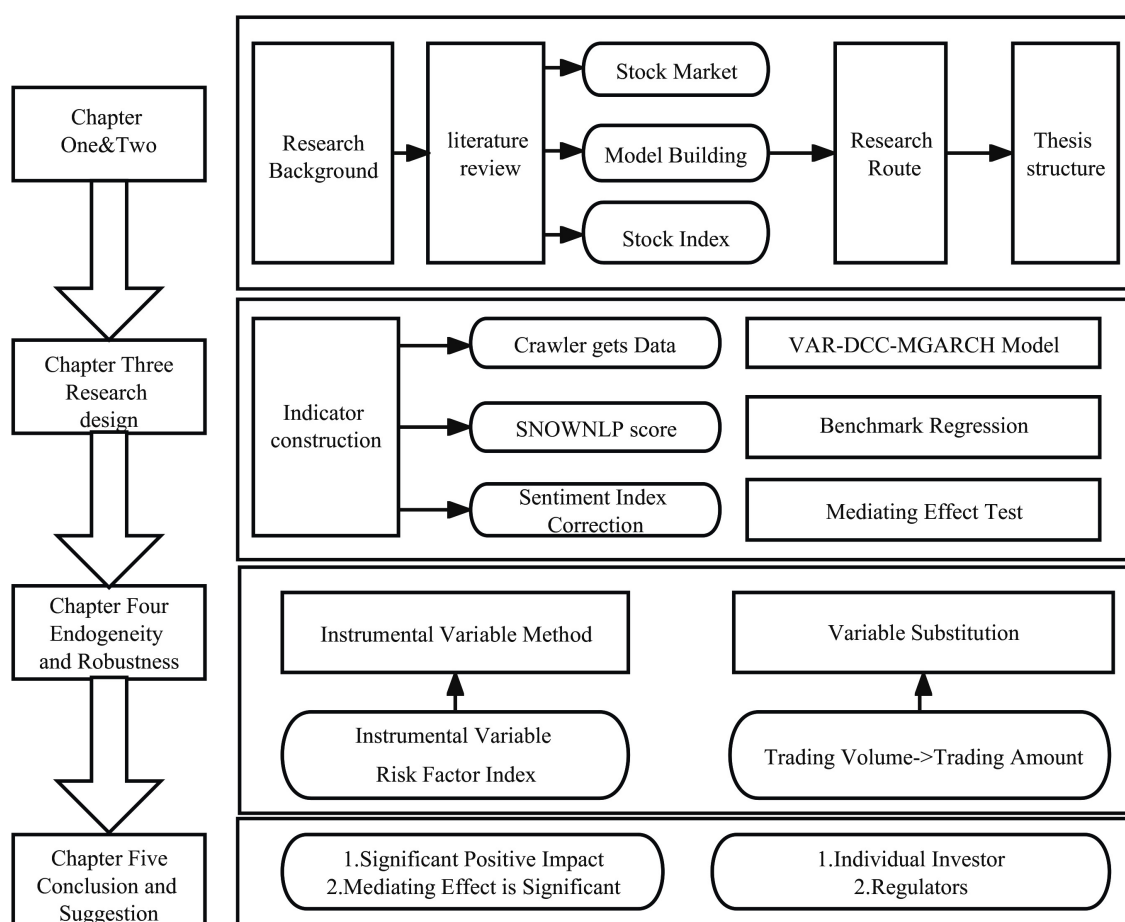 Chapter
One&Two
Research
Background
literature
review
Stock Market
Model Building
Stock Index
Research
Route
Thesis
structure
Chapter Three
Research
design
Indicator
construction
Crawler gets Data
SNOWNLP score
Sentiment Index
Correction
VAR-DCC-MGARCH Model
Benchmark Regression
Mediating Effect Test
Chapter Four
Endogeneity
and Robustness
Instrumental Variable Method
Instrumental Variable
Risk Factor Index
Variable Substitution
Trading Volume->Trading Amount
Chapter Five
Conclusion and
Suggestion
1.Significant Positive Impact
2.Mediating Effect is Significant
1.Individual Investor
2.Regulators